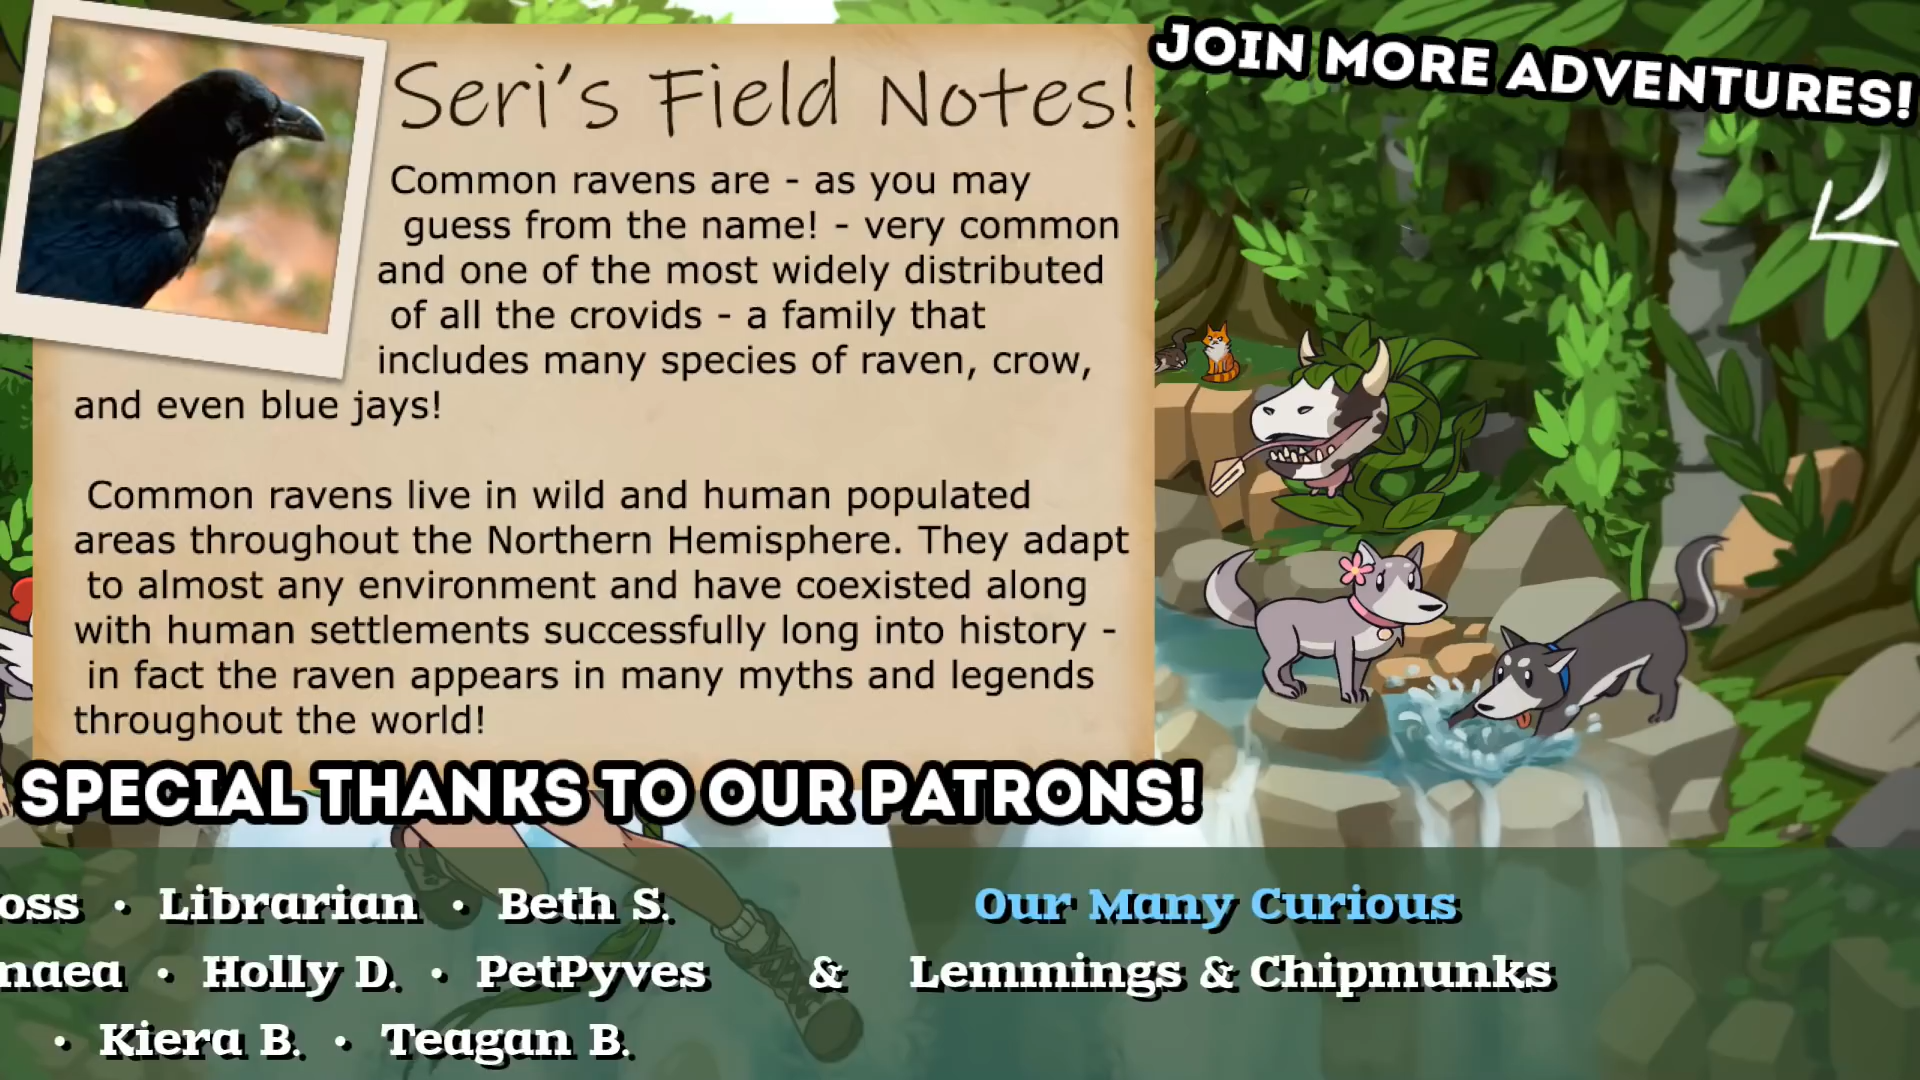 Seri's Field Notes!
JOIN MORE ADVENTURES!
Common ravens are - as you may
guess from the name! - very common
and one of the most widely distributed
of all the crovids - a family that
includes many species of raven, crow,
and even blue jays!
Common ravens live in wild and human populated
areas throughout the Northern Hemisphere. They adapt
to almost any environment and have coexisted along
with human settlements successfully long into history -
in fact the raven appears in many myths and legends
throughout the world!
SPECIAL THANKS TO OUR PATRONS!
• Librarian • Beth S.
• Holly D. • PetPyves
• Kiera B. • Teagan B.
&
Our Many Curious
Lemmings & Chipmunks